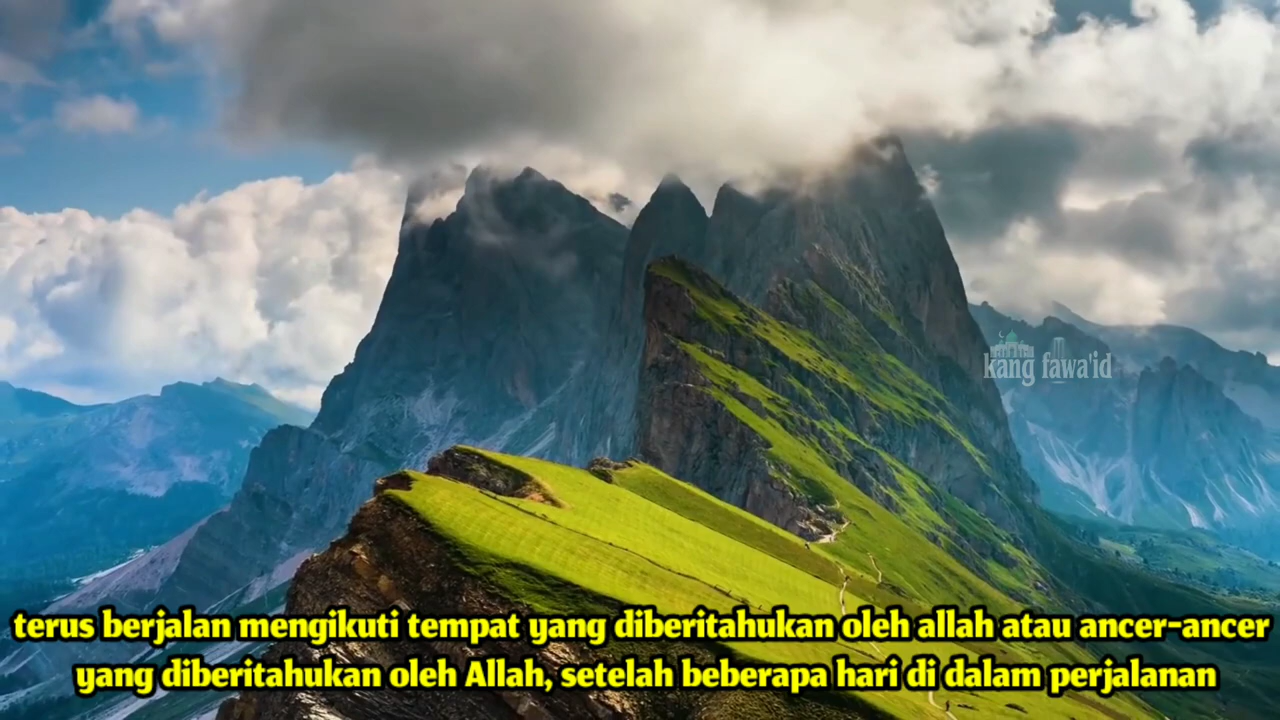 kang fawa'id
terus berjalan mengikuti tempat yang diberitahukan oleh allah atau ancer-ancer
yang diberitahukan oleh Allah, setelah beberapa hari di dalam perjalanan